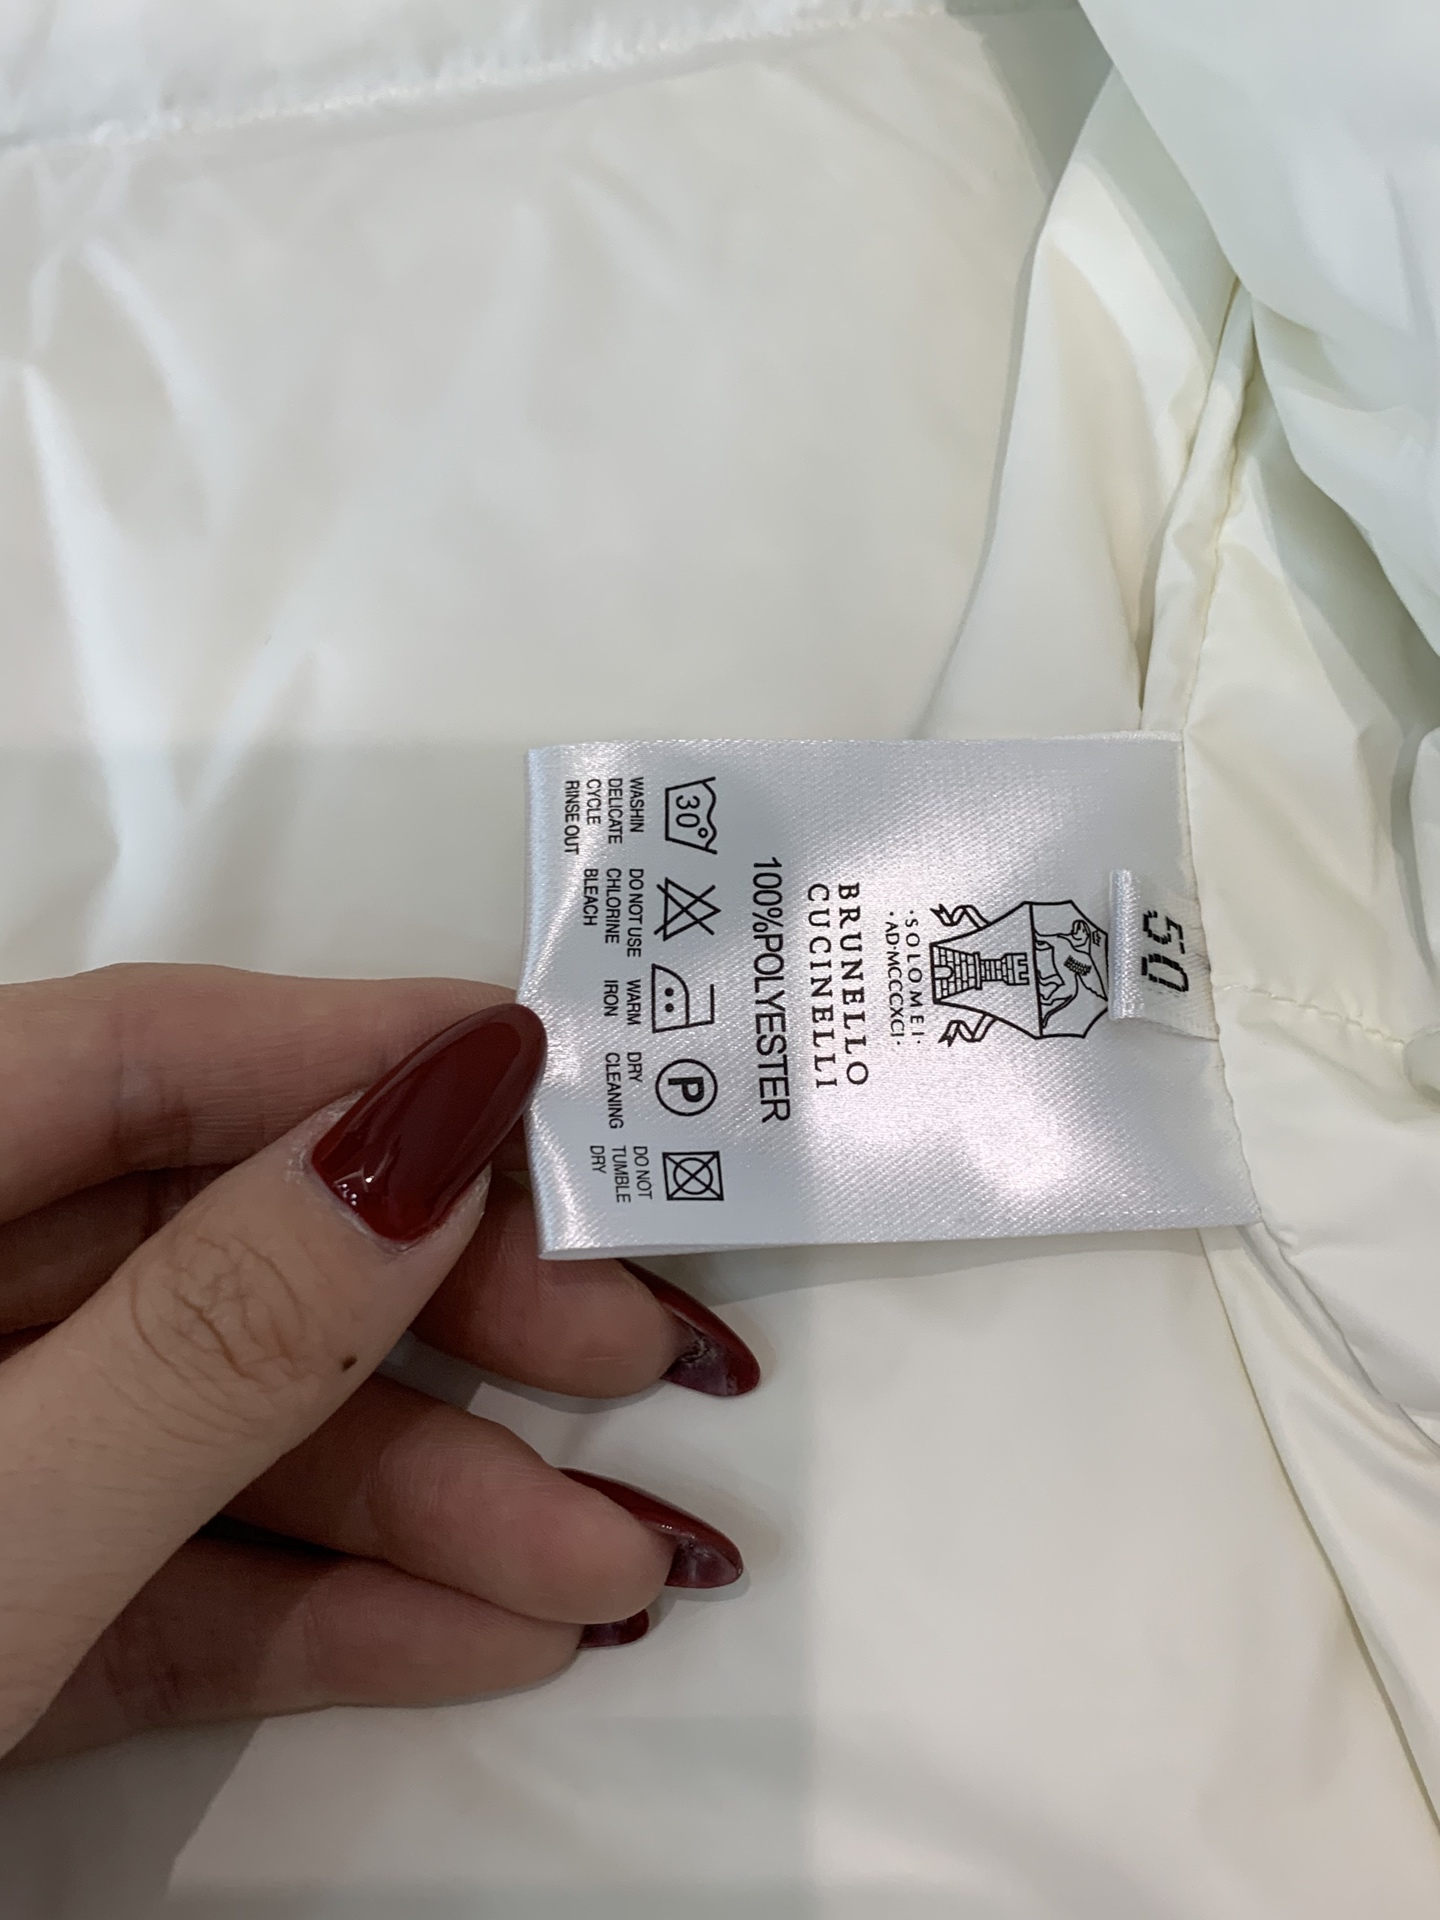 50
·SOLOMEI·
·AD·MCCCXCI·
BRUNELLO
CUCINELLI
100%POLYESTER
30°
P
WASHIN
DELICATE
CYCLE
RINSE OUT
DO NOT USE
CHLORINE
BLEACH
WARM
IRON
DRY
CLEANING
DO NOT
TUMBLE
DRY